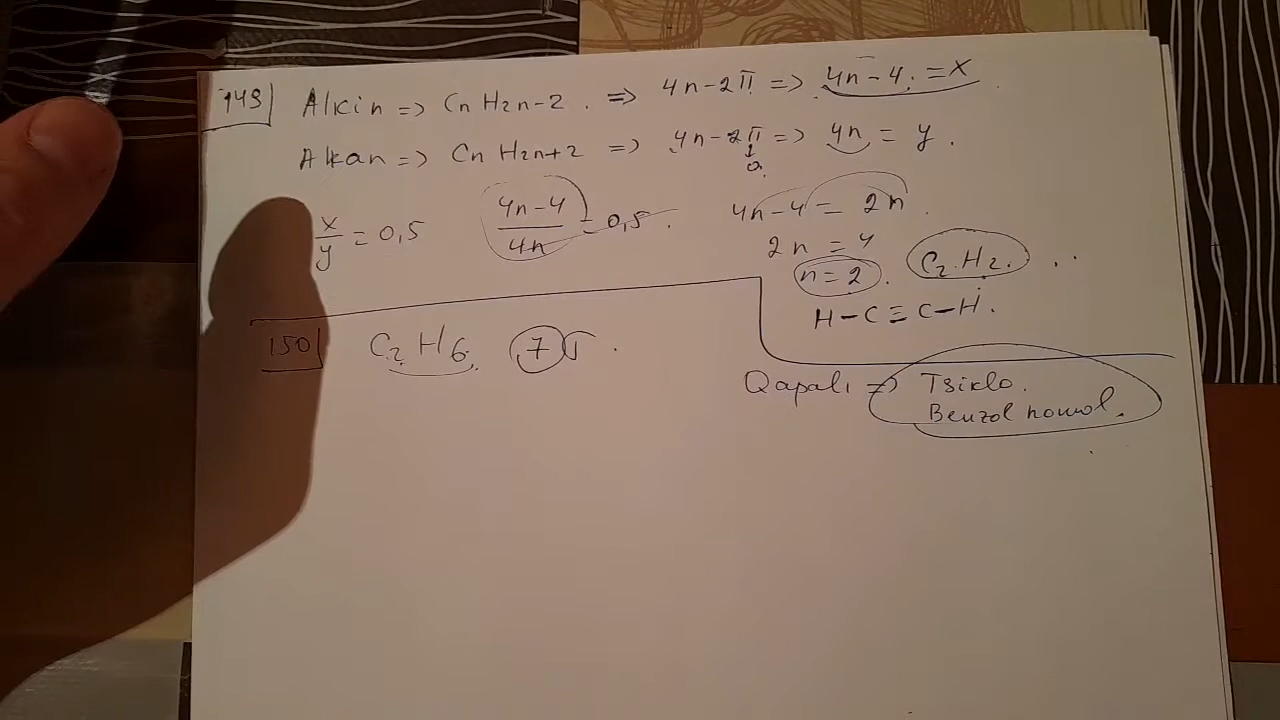 149 Alkin => CnH2n-2 . => 4n-2π => 4n-4. = x
Alkan => CnH2n+2 => 4n-2π => 4n = y .
0
x/y = 0,5 (4n-4)/4n = 0,5 . 4n-4 = 2n .
2n = 4
n=2 . C2H2. ..
H-C≡C-H.
150 C2H6. 7σ .
Qapalı => Tsiklo.
Benzol homol.